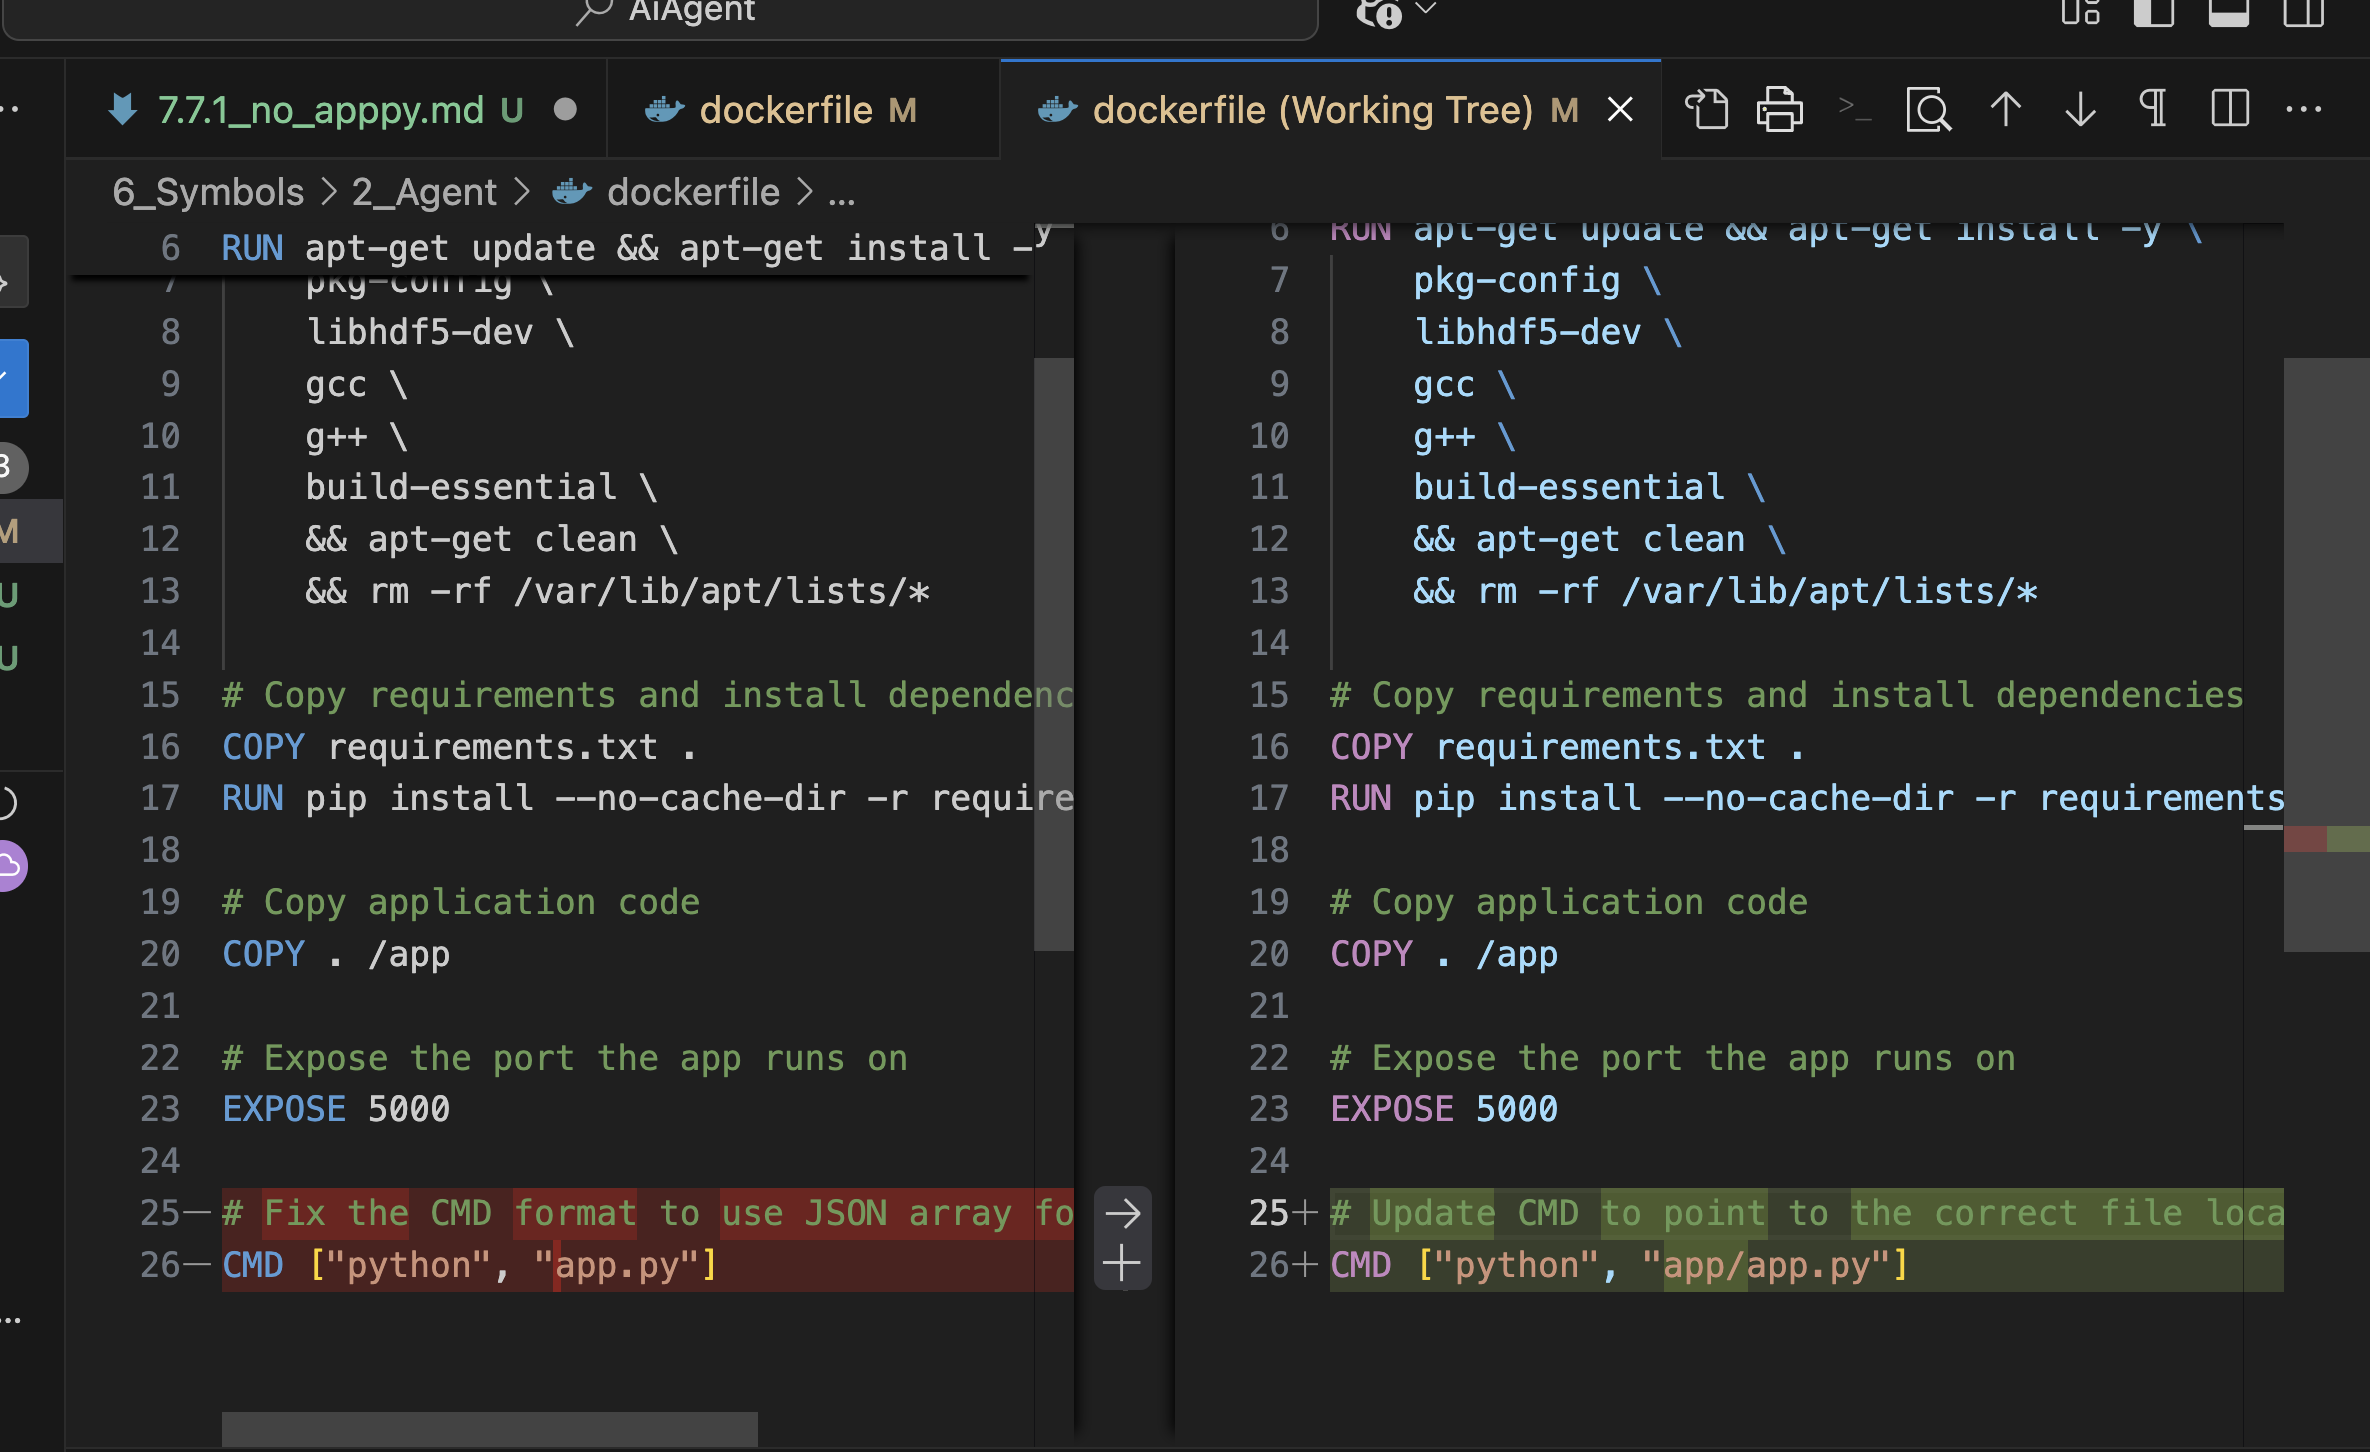 AiAgent
7.7.1_no_apppy.md U
dockerfile M
dockerfile (Working Tree) M
6_Symbols > 2_Agent > dockerfile > ...
6 RUN apt-get update && apt-get install -y
7 pkg-config \
8 libhdf5-dev \
9 gcc \
10 g++ \
11 build-essential \
12 && apt-get clean \
13 && rm -rf /var/lib/apt/lists/*
14
15 # Copy requirements and install dependenc
16 COPY requirements.txt .
17 RUN pip install --no-cache-dir -r require
18
19 # Copy application code
20 COPY . /app
21
22 # Expose the port the app runs on
23 EXPOSE 5000
24
25— # Fix the CMD format to use JSON array fo
26— CMD ["python", "app.py"]
6 RUN apt-get update && apt-get install -y \
7 pkg-config \
8 libhdf5-dev \
9 gcc \
10 g++ \
11 build-essential \
12 && apt-get clean \
13 && rm -rf /var/lib/apt/lists/*
14
15 # Copy requirements and install dependencies
16 COPY requirements.txt .
17 RUN pip install --no-cache-dir -r requirements
18
19 # Copy application code
20 COPY . /app
21
22 # Expose the port the app runs on
23 EXPOSE 5000
24
25+ # Update CMD to point to the correct file loca
26+ CMD ["python", "app/app.py"]
3
M
U
U